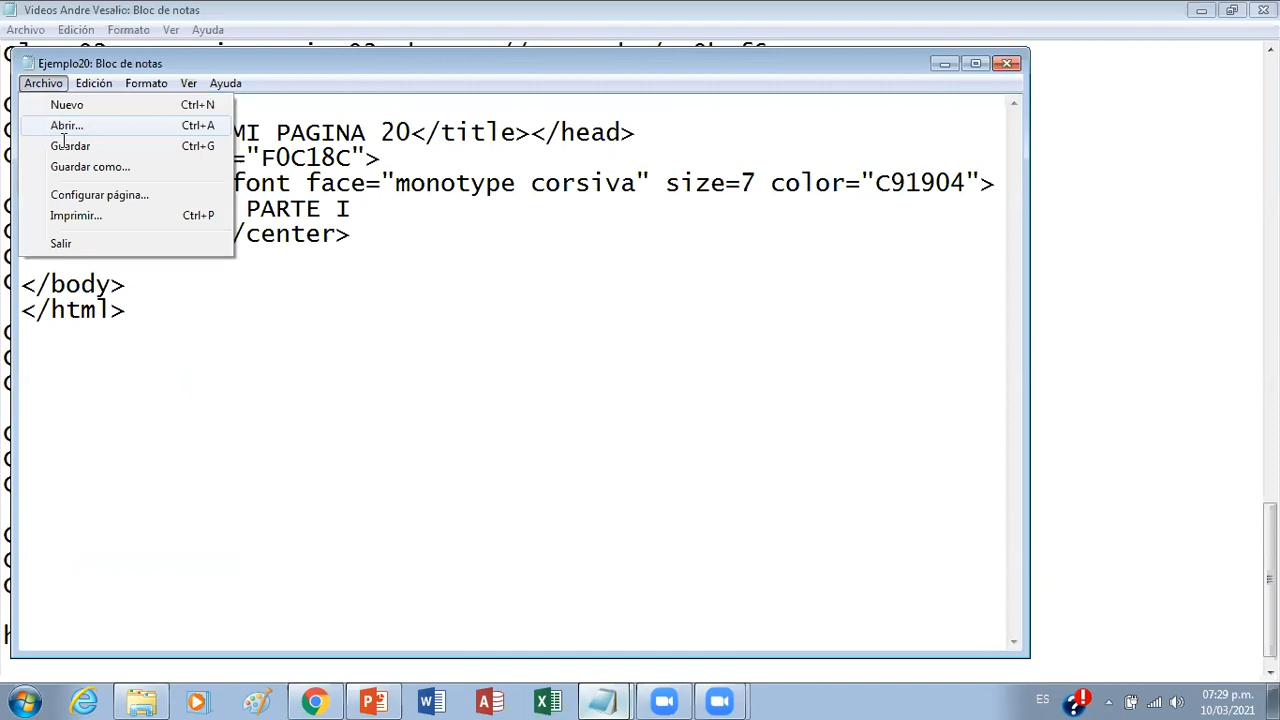 Videos Andre Vesalio: Bloc de notas
Archivo Edición Formato Ver Ayuda
Ejemplo20: Bloc de notas
Archivo Edición Formato Ver Ayuda
Nuevo Ctrl+N
Abrir... Ctrl+A
Guardar Ctrl+G
Guardar como...
Configurar página...
Imprimir... Ctrl+P
Salir
MI PAGINA 20</title></head>
="F0C18C">
font face="monotype corsiva" size=7 color="C91904">
PARTE I
/center>
</body>
</html>
ES
07:29 p.m.
10/03/2021